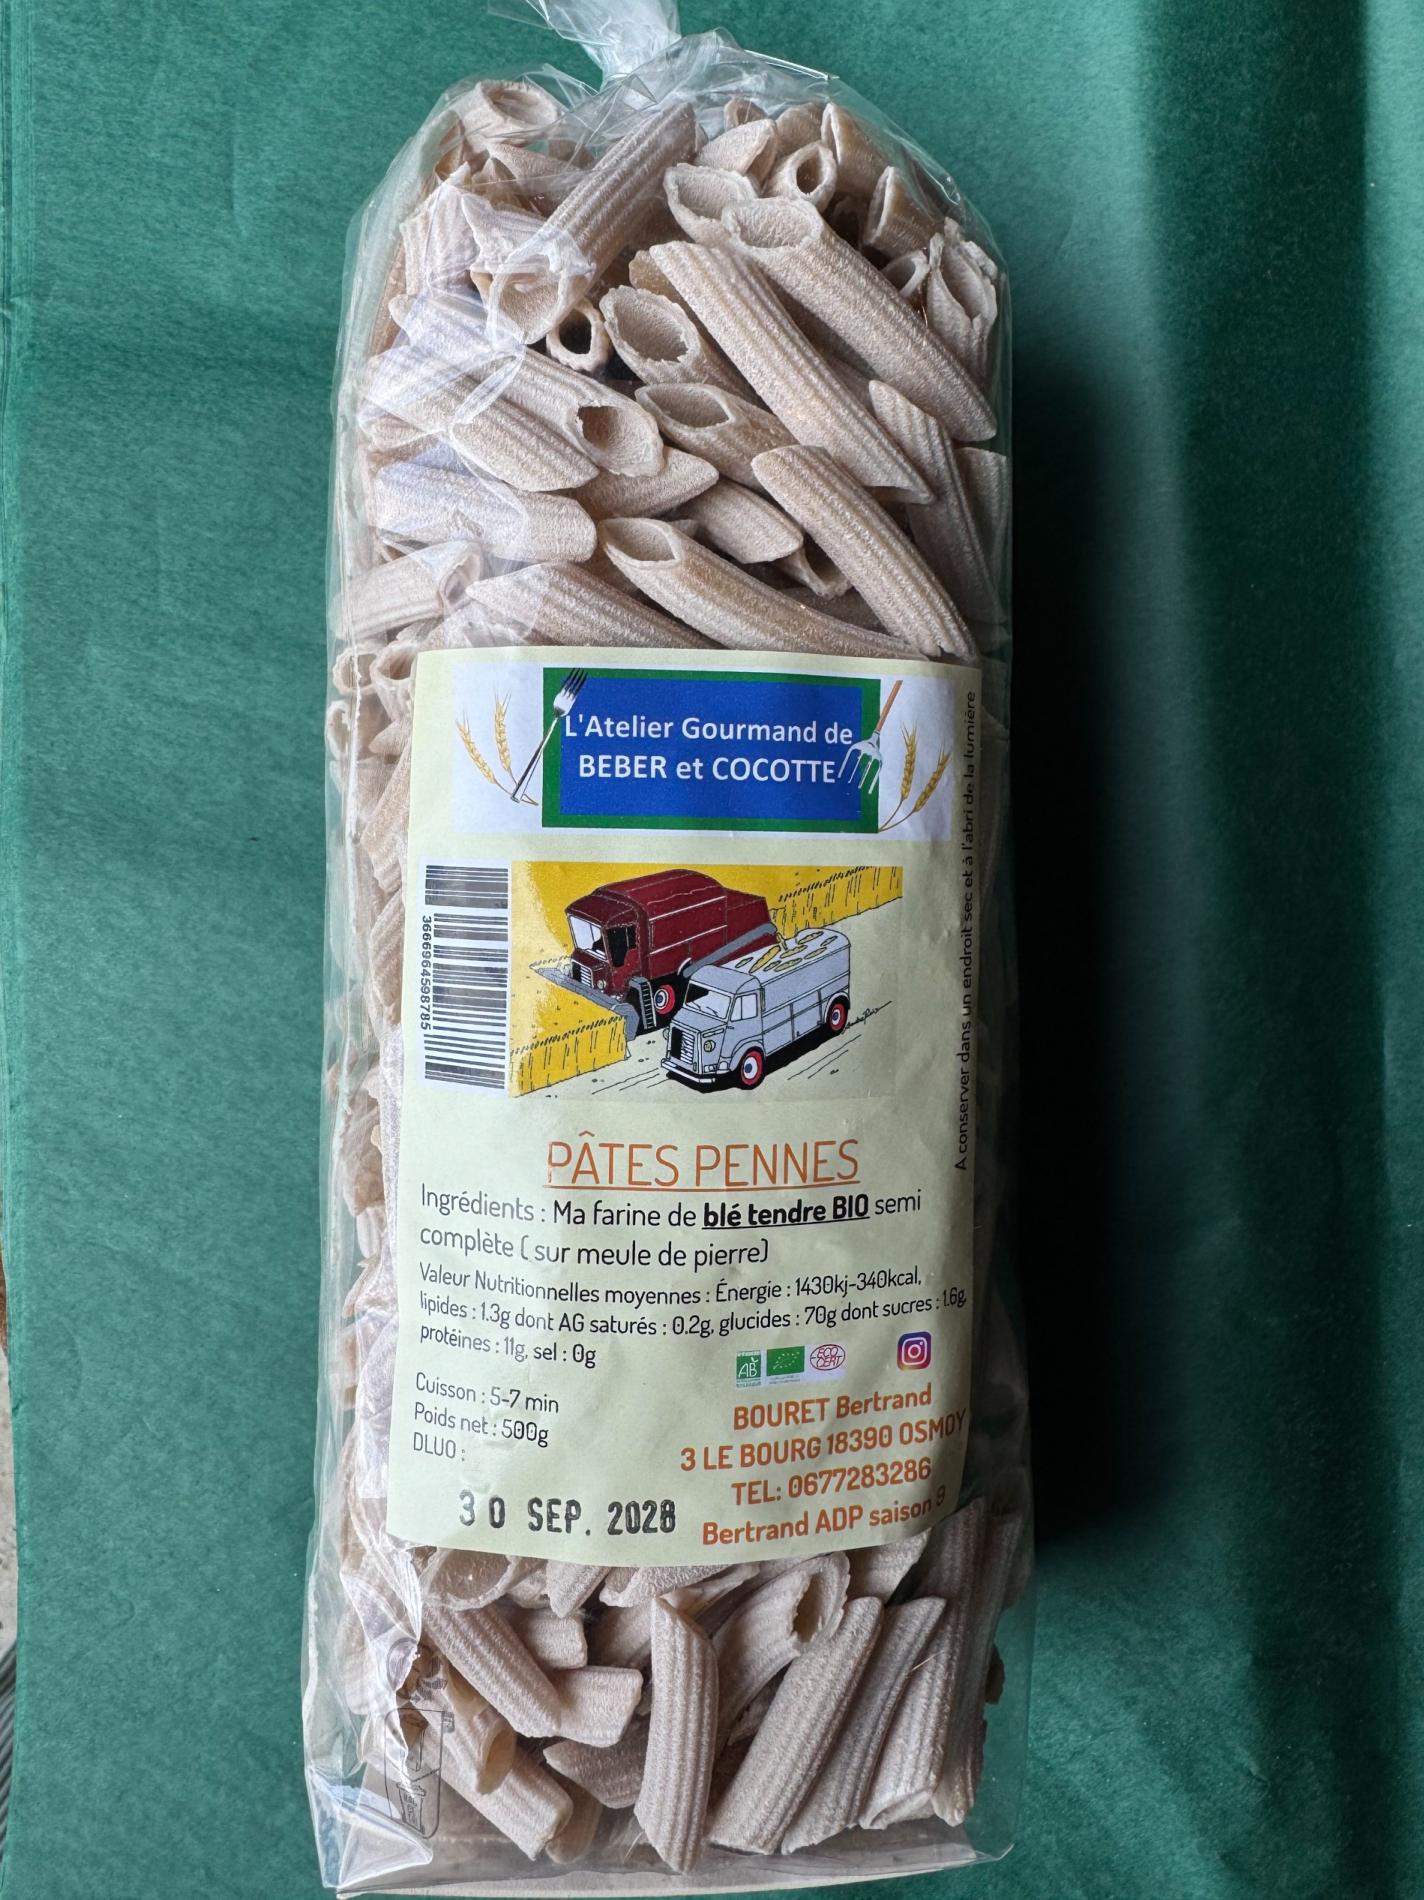 L'Atelier Gourmand de
BEBER et COCOTTE
A conserver dans un endroit sec et à l'abri de la lumière
3666964598785
PÂTES PENNES
Ingrédients : Ma farine de blé tendre BIO semi
complète ( sur meule de pierre)
Valeur Nutritionnelles moyennes : Énergie : 1430kj-340kcal,
lipides : 1.3g dont AG saturés : 0.2g, glucides : 70g dont sucres : 1.6g,
protéines : 11g, sel : 0g
AB
ECO
CERT
Cuisson : 5-7 min
Poids net : 500g
DLUO :
30 SEP. 2028
BOURET Bertrand
3 LE BOURG 18390 OSMOY
TEL: 0677283286
Bertrand ADP saison 9